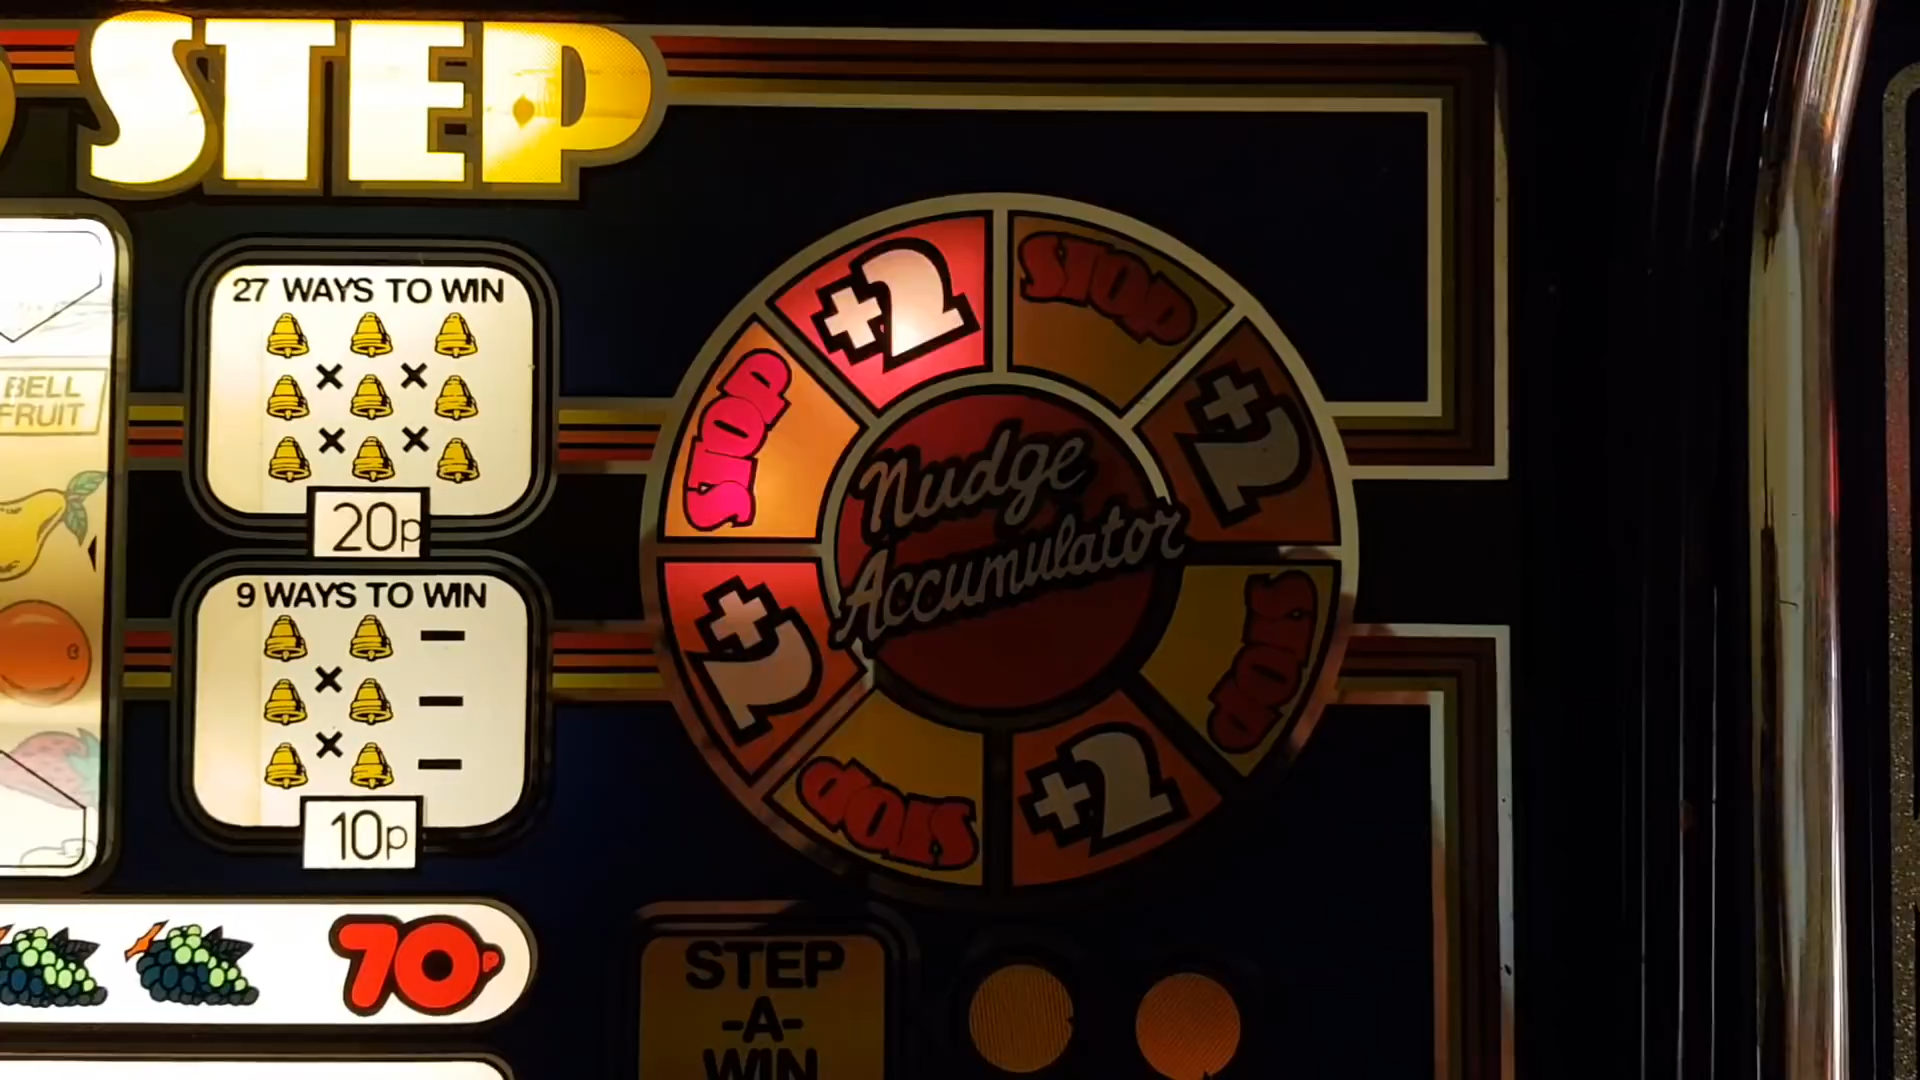 STEP
27 WAYS TO WIN
20p
BELL
FRUIT
9 WAYS TO WIN
10p
70p
+2
STOP
+2
STOP
+2
STOP
+2
STOP
Nudge
Accumulator
STEP
-A-
WIN